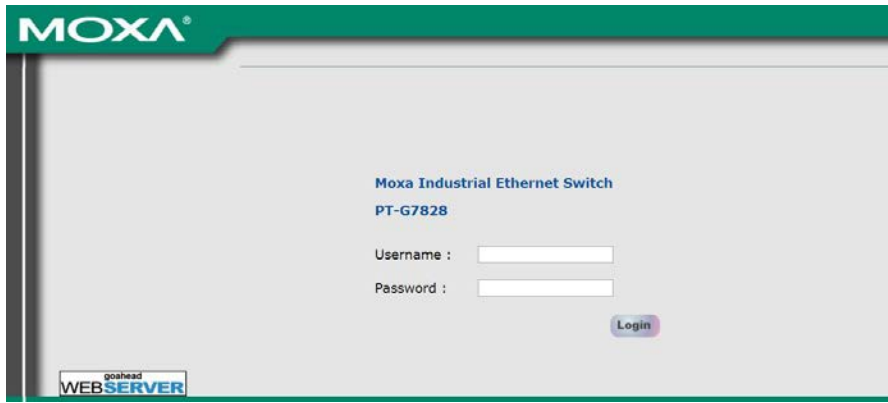 MOXA®
Moxa Industrial Ethernet Switch
PT-G7828
Username :
Password :
Login
goahead
WEBSERVER